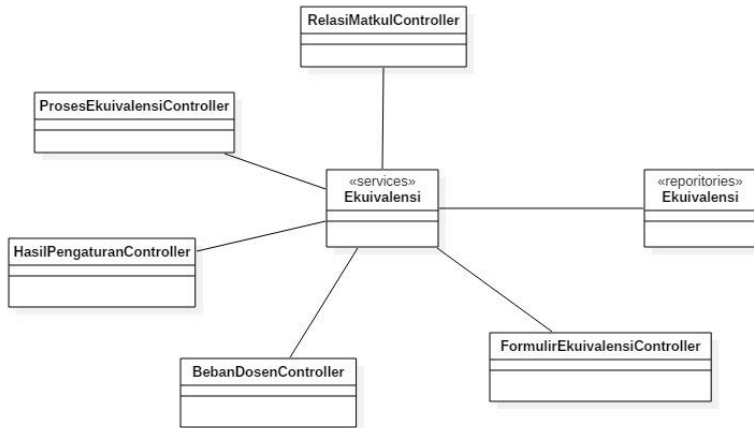 RelasiMatkulController
ProsesEkuivalensiController
«services»
Ekuivalensi
«reporitories»
Ekuivalensi
HasilPengaturanController
FormulirEkuivalensiController
BebanDosenController